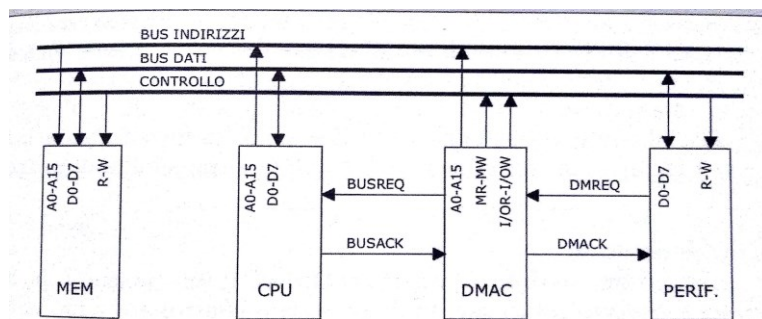 BUS INDIRIZZI
BUS DATI
CONTROLLO
A0-A15
D0-D7
R-W
MEM
A0-A15
D0-D7
CPU
BUSREQ
BUSACK
A0-A15
MR-MW
I/OR-I/OW
DMAC
DMREQ
DMACK
D0-D7
R-W
PERIF.